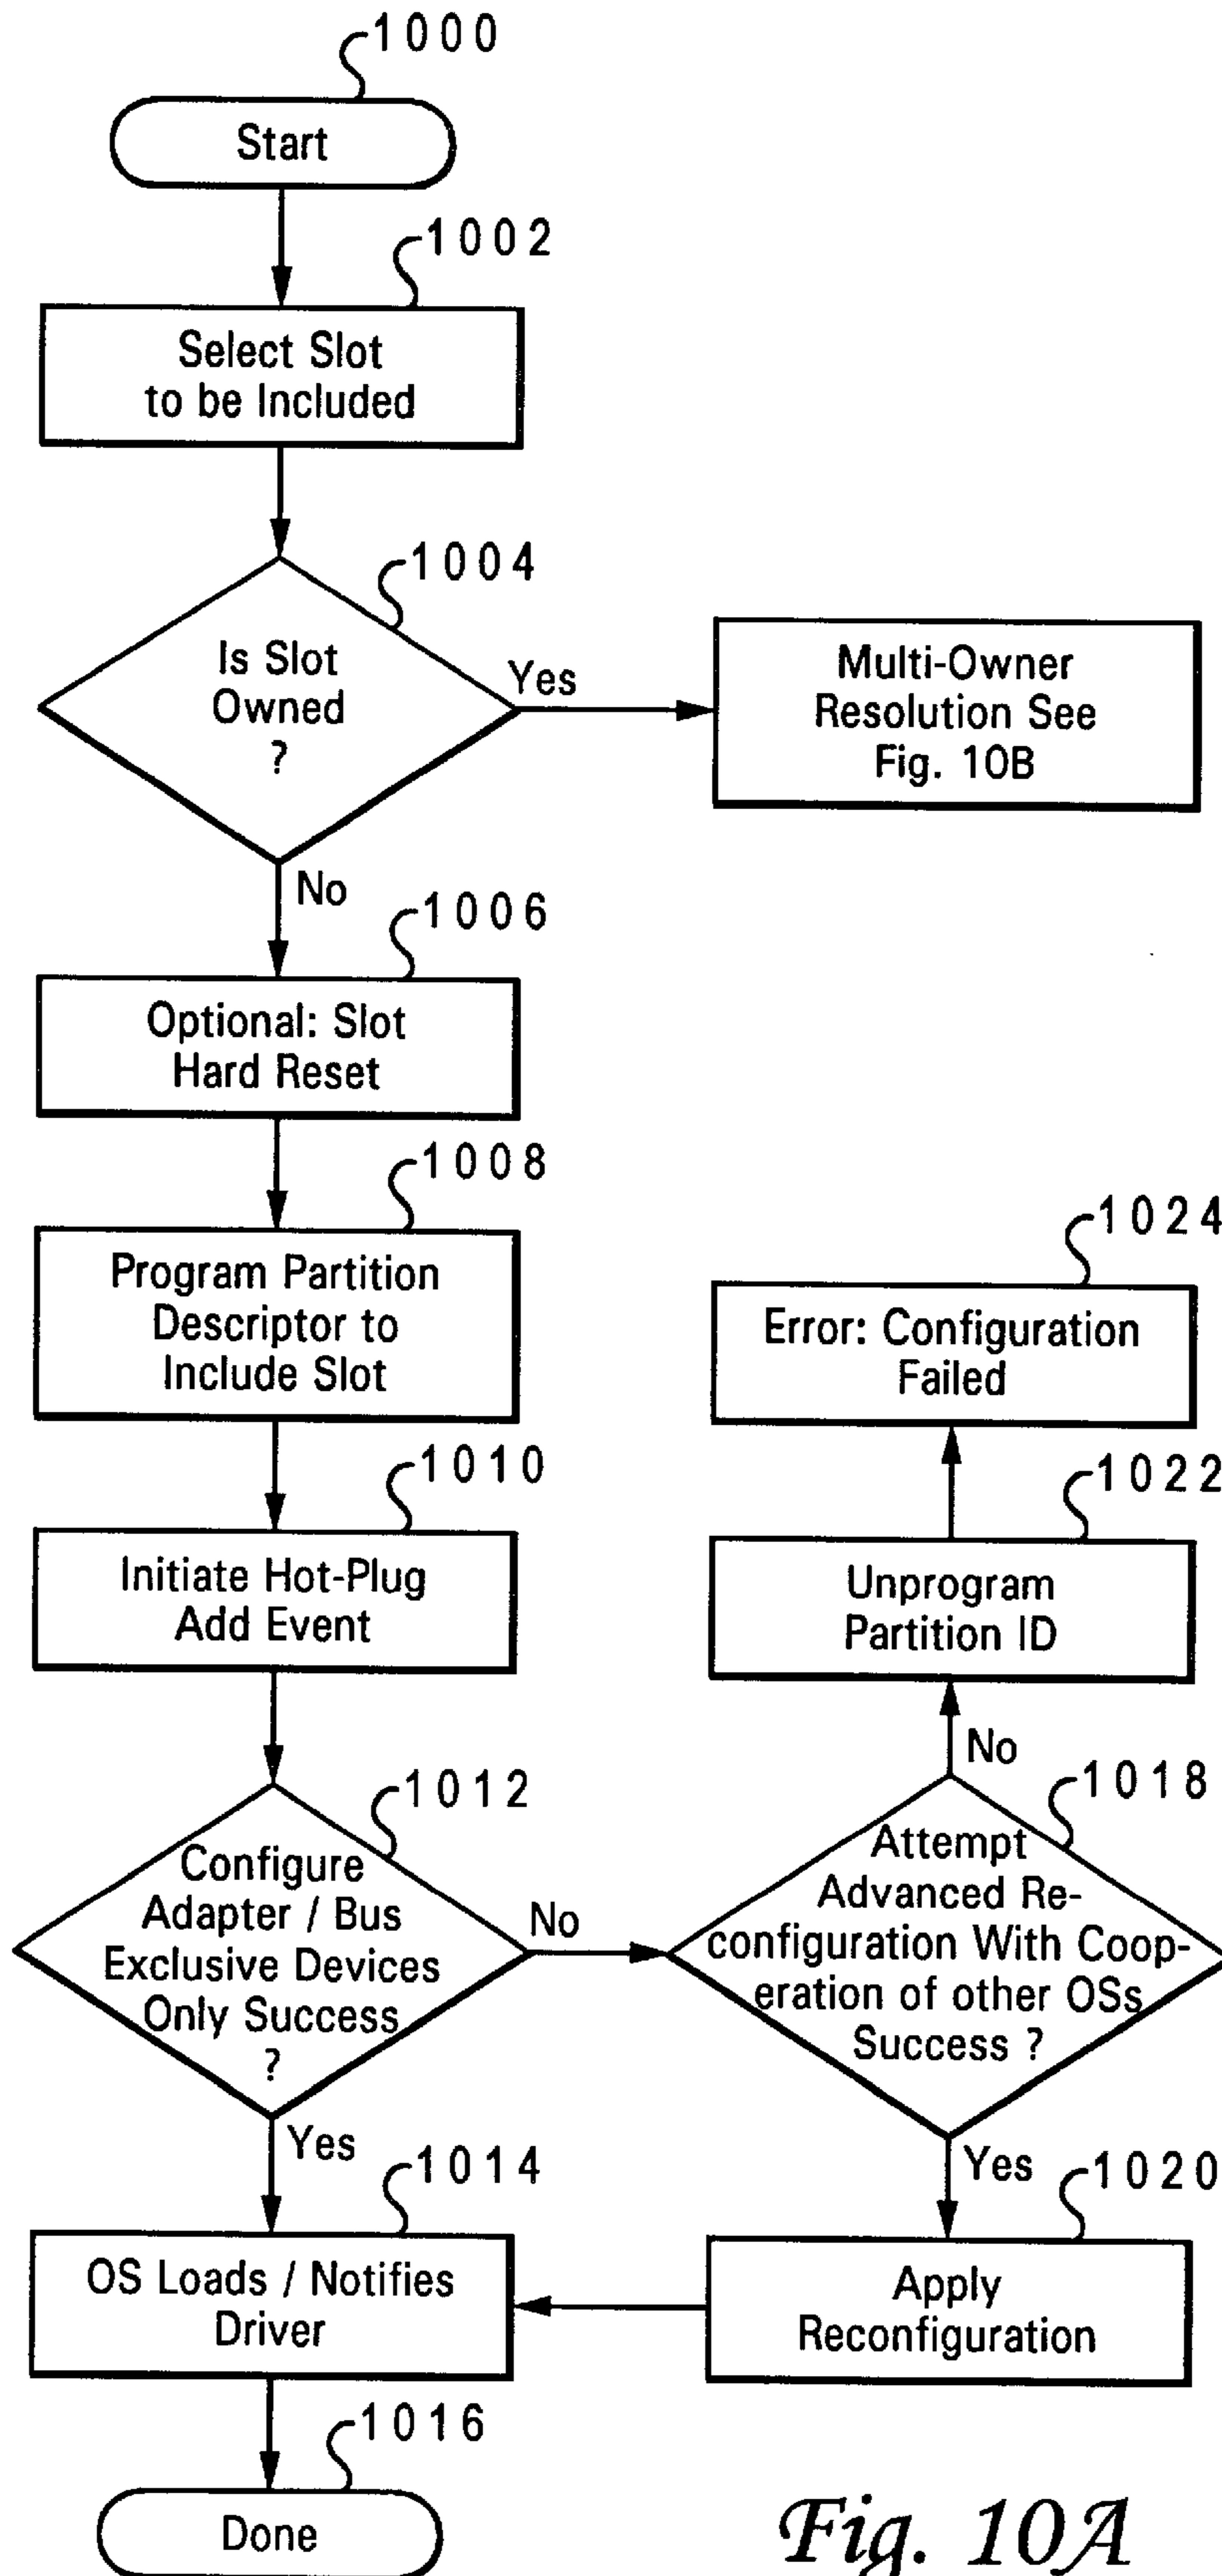 1000
Start
1002
Select Slot
to be Included
1004
Is Slot
Owned
?
Yes
Multi-Owner
Resolution See
Fig. 10B
No
1006
Optional: Slot
Hard Reset
1008
Program Partition
Descriptor to
Include Slot
1010
Initiate Hot-Plug
Add Event
1012
Configure
Adapter / Bus
Exclusive Devices
Only Success
?
No
Yes
1024
Error: Configuration
Failed
1022
Unprogram
Partition ID
No
1018
Attempt
Advanced Re-
configuration With Coop-
eration of other OSs
Success ?
Yes
1020
Apply
Reconfiguration
1014
OS Loads / Notifies
Driver
1016
Done
Fig. 10A